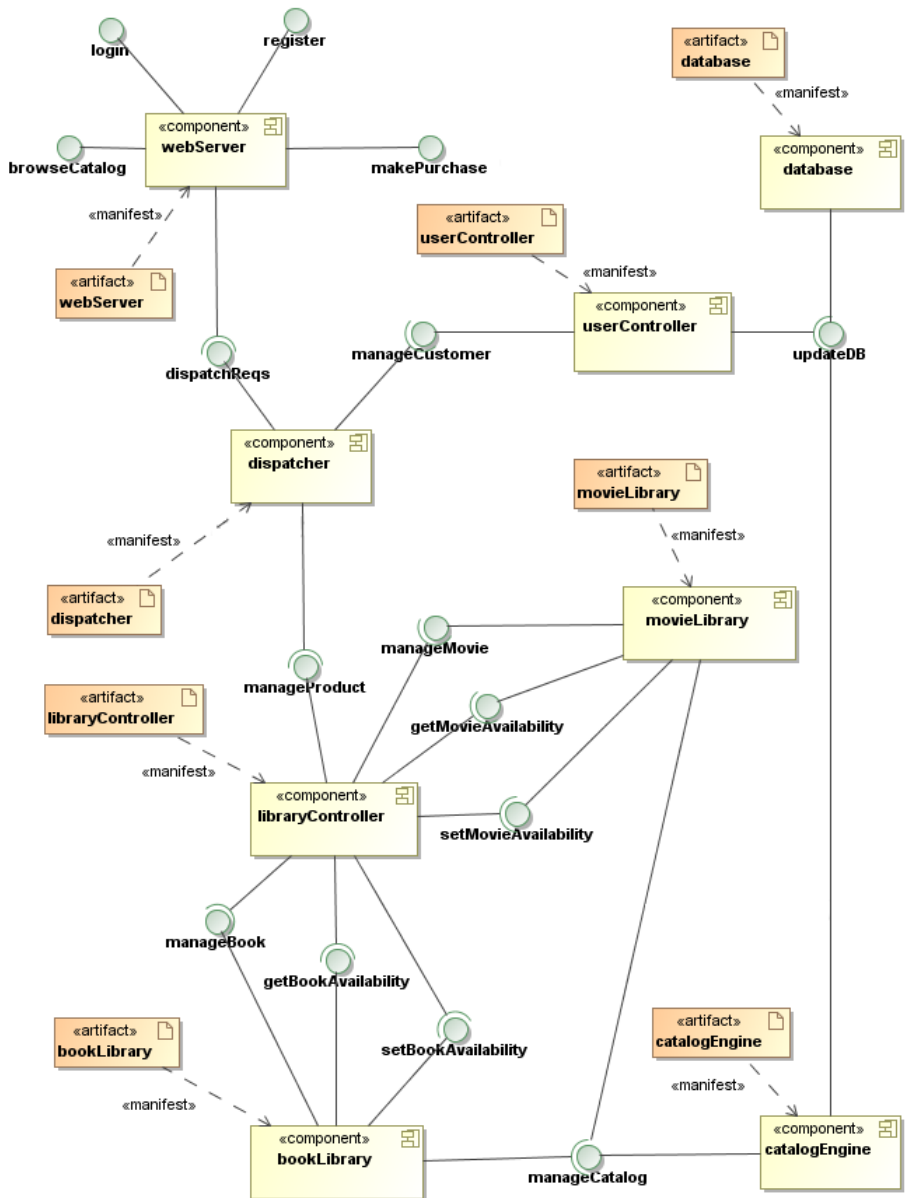 login
register
«component»
webServer
browseCatalog
makePurchase
«manifest»
«artifact»
webServer
«artifact»
database
«manifest»
«component»
database
«artifact»
userController
«manifest»
«component»
userController
manageCustomer
updateDB
dispatchReqs
«component»
dispatcher
«manifest»
«artifact»
dispatcher
«artifact»
movieLibrary
«manifest»
«component»
movieLibrary
manageMovie
manageProduct
getMovieAvailability
setMovieAvailability
«artifact»
libraryController
«manifest»
«component»
libraryController
manageBook
getBookAvailability
setBookAvailability
«artifact»
bookLibrary
«manifest»
«component»
bookLibrary
manageCatalog
«artifact»
catalogEngine
«manifest»
«component»
catalogEngine